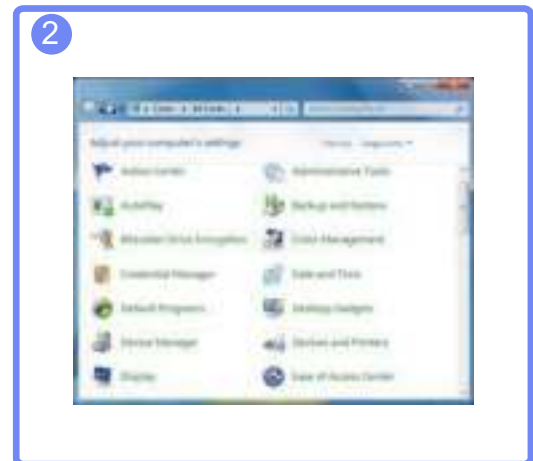 2
Adjust your computer's settings
Action Center
Administrative Tools
AutoPlay
Backup and Restore
BitLocker Drive Encryption
Color Management
Credential Manager
Date and Time
Default Programs
Desktop Gadgets
Device Manager
Devices and Printers
Display
Ease of Access Center